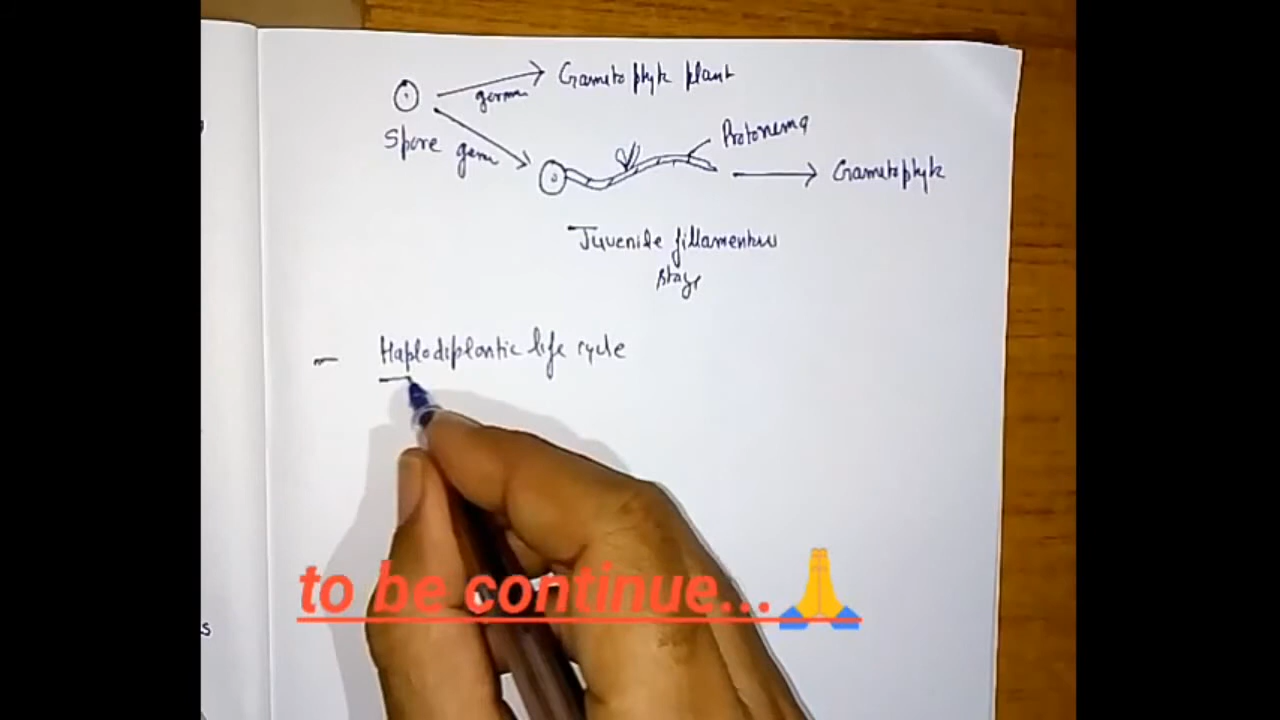 Gametophyte plant
germ
Spore
germ
Protonema
Gametophyte
Juvenile fillamentus
stage
– Haplodiplontic life cycle
to be continue...🙏
s